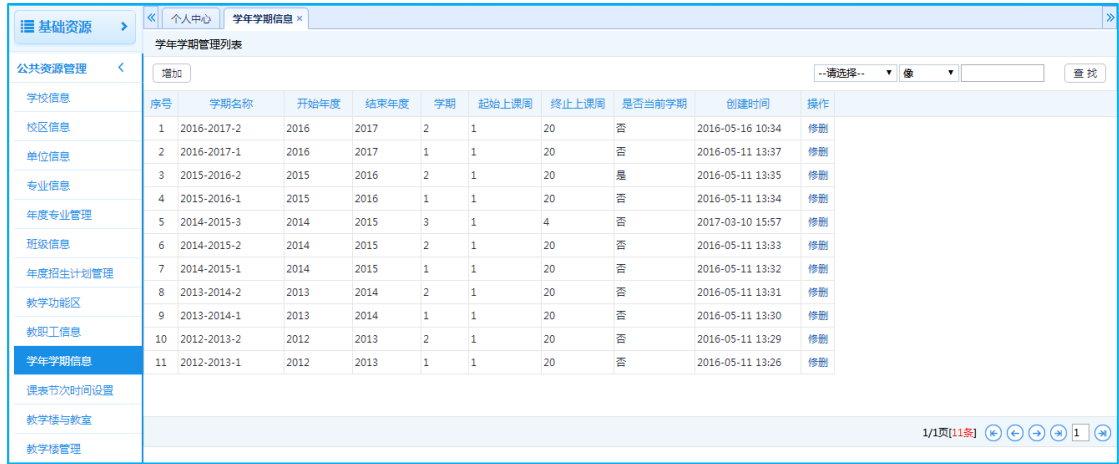 基础资源
公共资源管理
学校信息
校区信息
单位信息
专业信息
年度专业管理
班级信息
年度招生计划管理
教学功能区
教职工信息
学年学期信息
课表节次时间设置
教学楼与教室
教学楼管理
个人中心 学年学期信息 ×
学年学期管理列表
增加 --请选择-- 像 查找
序号 学期名称 开始年度 结束年度 学期 起始上课周 终止上课周 是否当前学期 创建时间 操作
1 2016-2017-2 2016 2017 2 1 20 否 2016-05-16 10:34 修删
2 2016-2017-1 2016 2017 1 1 20 否 2016-05-11 13:37 修删
3 2015-2016-2 2015 2016 2 1 20 是 2016-05-11 13:35 修删
4 2015-2016-1 2015 2016 1 1 20 否 2016-05-11 13:34 修删
5 2014-2015-3 2014 2015 3 1 4 否 2017-03-10 15:57 修删
6 2014-2015-2 2014 2015 2 1 20 否 2016-05-11 13:33 修删
7 2014-2015-1 2014 2015 1 1 20 否 2016-05-11 13:32 修删
8 2013-2014-2 2013 2014 2 1 20 否 2016-05-11 13:31 修删
9 2013-2014-1 2013 2014 1 1 20 否 2016-05-11 13:30 修删
10 2012-2013-2 2012 2013 2 1 20 否 2016-05-11 13:29 修删
11 2012-2013-1 2012 2013 1 1 20 否 2016-05-11 13:26 修删
1/1页[11条] 1